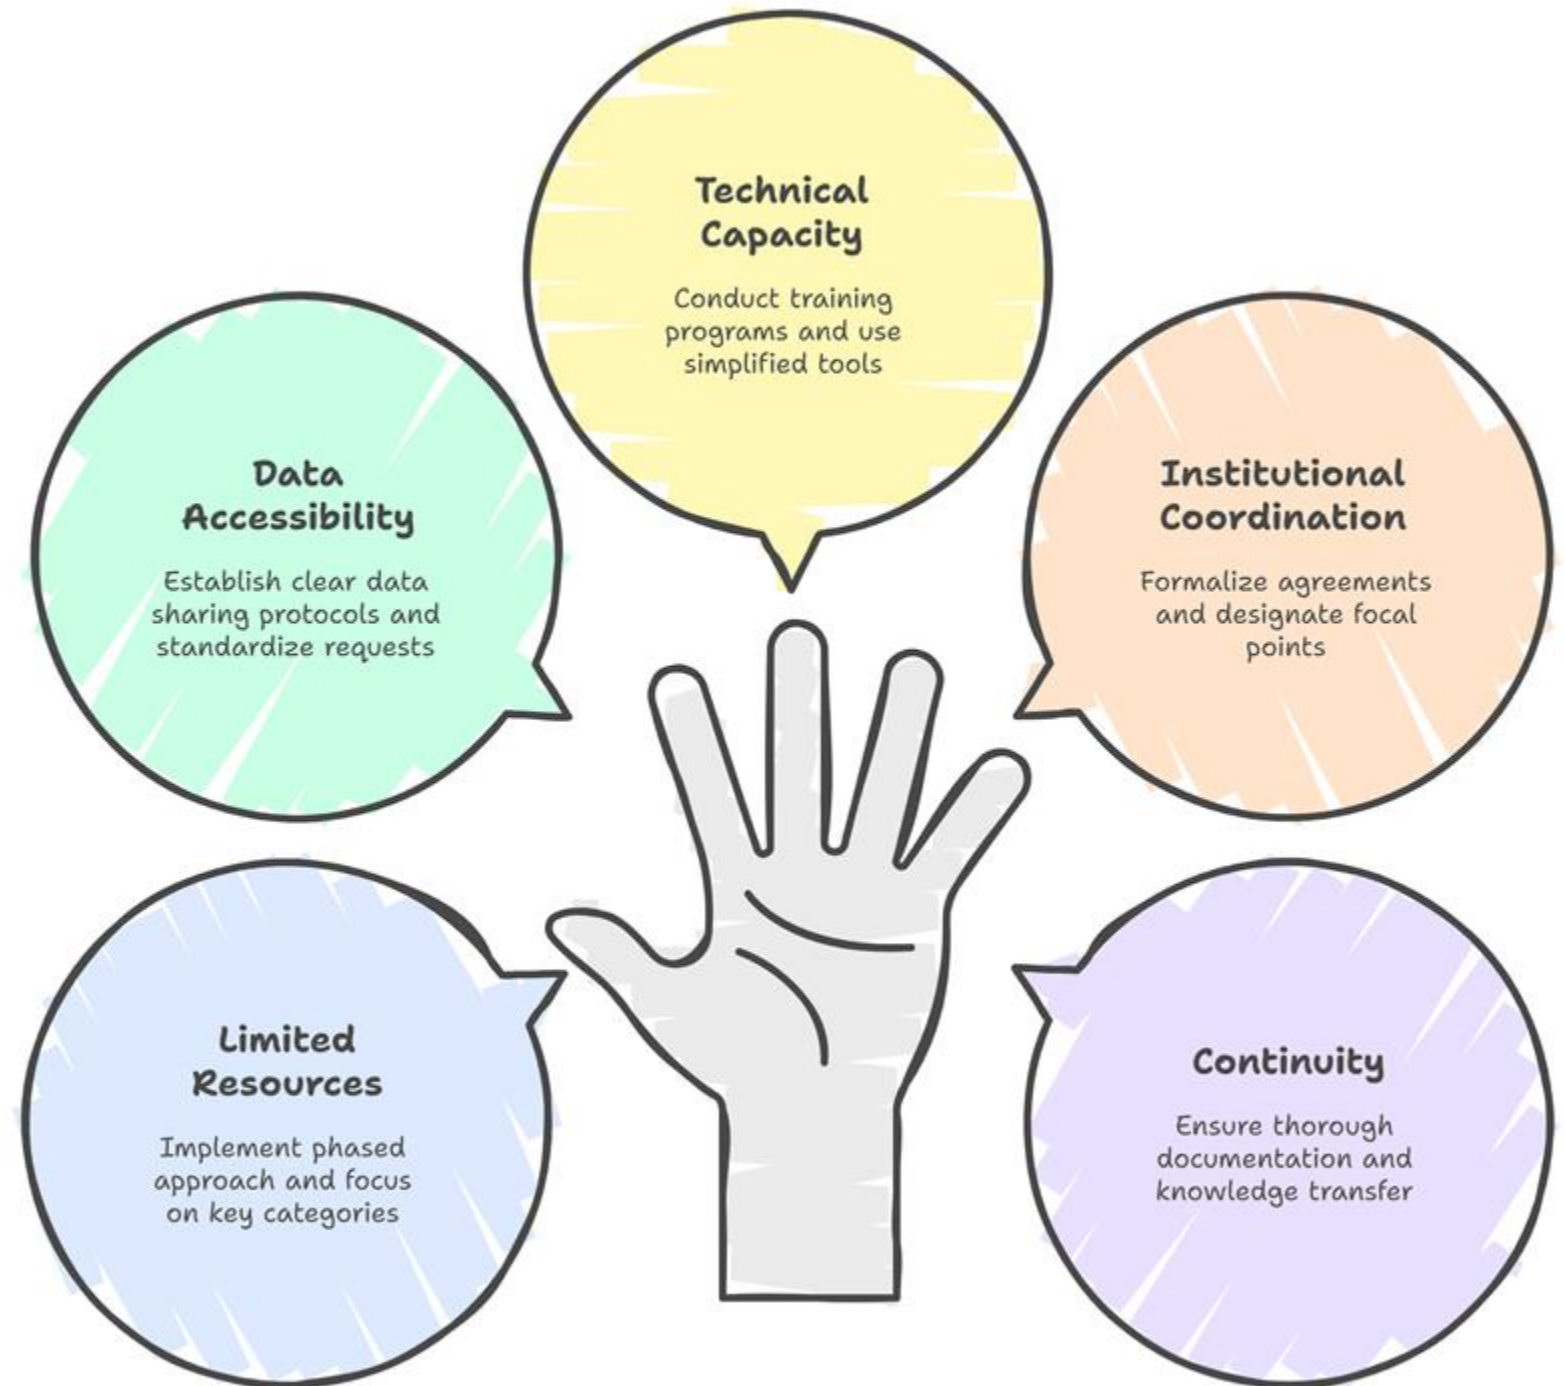 Technical
Capacity
Conduct training
programs and use
simplified tools
Data
Accessibility
Establish clear data
sharing protocols and
standardize requests
Institutional
Coordination
Formalize agreements
and designate focal
points
Limited
Resources
Implement phased
approach and focus
on key categories
Continuity
Ensure thorough
documentation and
knowledge transfer